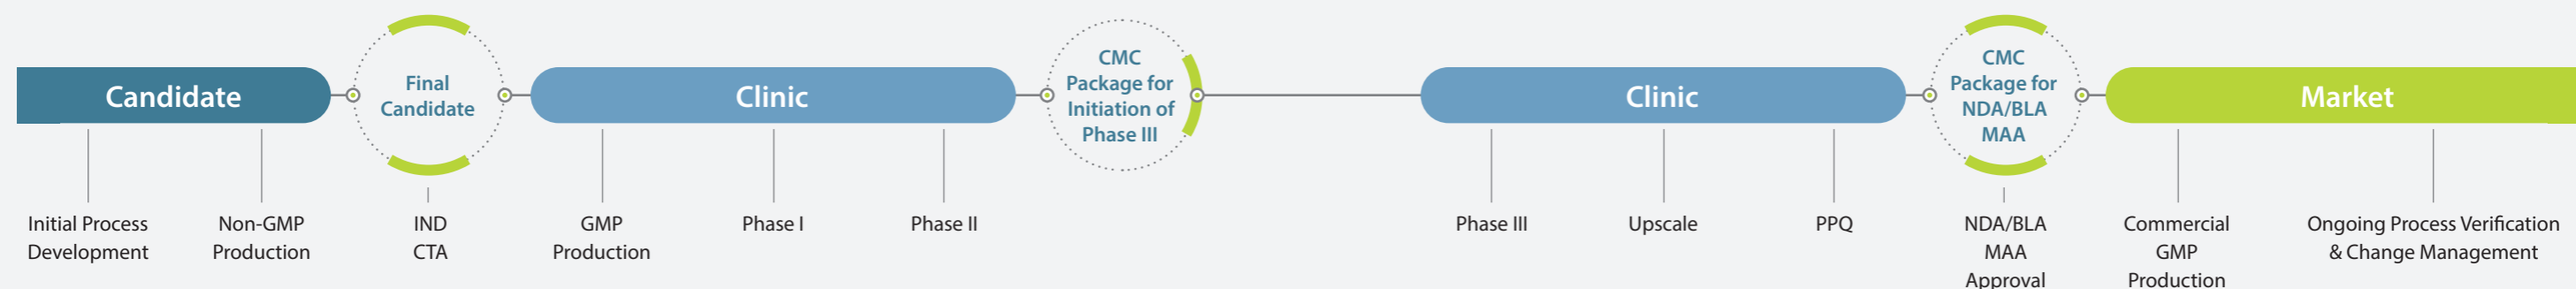 Candidate
Final
Candidate
Clinic
CMC
Package for
Initiation of
Phase III
Clinic
CMC
Package for
NDA/BLA
MAA
Market
Initial Process
Development
Non-GMP
Production
IND
CTA
GMP
Production
Phase I
Phase II
Phase III
Upscale
PPQ
NDA/BLA
MAA
Approval
Commercial
GMP
Production
Ongoing Process Verification
& Change Management